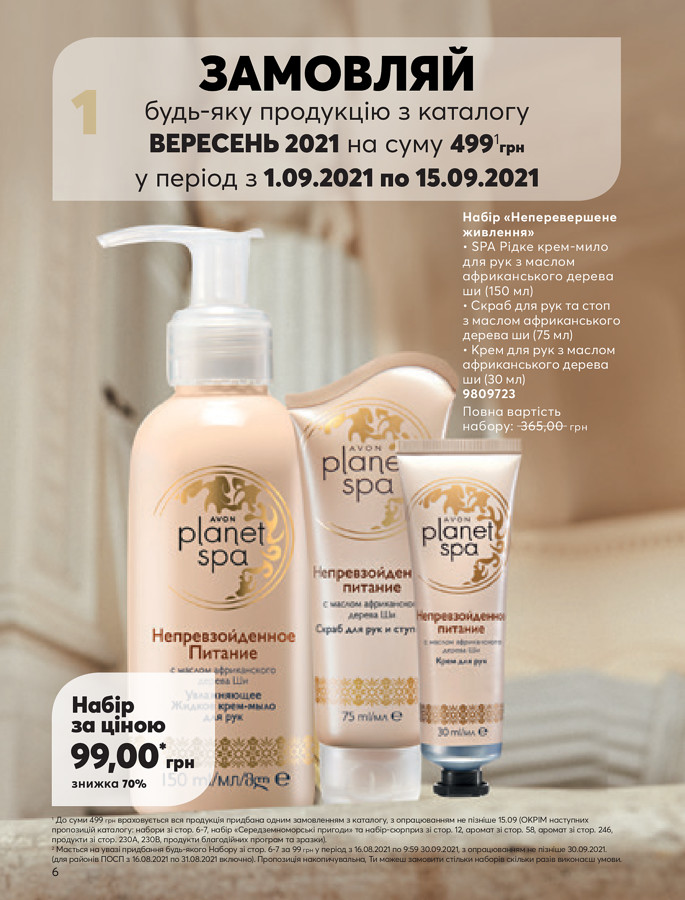 1
ЗАМОВЛЯЙ
будь-яку продукцію з каталогу
ВЕРЕСЕНЬ 2021 на суму 499¹грн
у період з 1.09.2021 по 15.09.2021
Набір «Неперевершене
живлення»
• SPA Рідке крем-мило
для рук з маслом
африканського дерева
ши (150 мл)
• Скраб для рук та стоп
з маслом африканського
дерева ши (75 мл)
• Крем для рук з маслом
африканського дерева
ши (30 мл)
9809723
Повна вартість
набору: 365,00 грн
AVON
planet
spa
Непревзойденное
Питание
с маслом африканского
дерева Ши
Увлажняющее
Жидкое крем-мыло
для рук
150 ml/мл/მლ e
AVON
plane
spa
Непревзойден
питание
с маслом африканско
дерева Ши
Скраб для рук и ступ
75 ml/мл e
AVON
planet
spa
Непревзойденное
питание
с маслом африканского
дерева Ши
Крем для рук
30 ml/мл e
Набір
за ціною
99,00* грн
знижка 70%
¹ До суми 499 грн враховується вся продукція придбана одним замовленням з каталогу, з опрацюванням не пізніше 15.09 (ОКРІМ наступних
пропозицій каталогу: набори зі стор. 6-7, набір «Середземноморські пригоди» та набір-сюрприз зі стор. 12, аромат зі стор. 58, аромат зі стор. 246,
продукти зі стор. 230А, 230В, продукти благодійних програм та зразки).
² Мається на увазі придбання будь-якого Набору зі стор. 6-7 за 99 грн у період з 16.08.2021 по 9:59 30.09.2021, з опрацюванням не пізніше 30.09.2021.
(для районів ПОСП з 16.08.2021 по 31.08.2021 включно). Пропозиція накопичувальна, Ти можеш замовити стільки наборів скільки разів виконаєш умови.
6